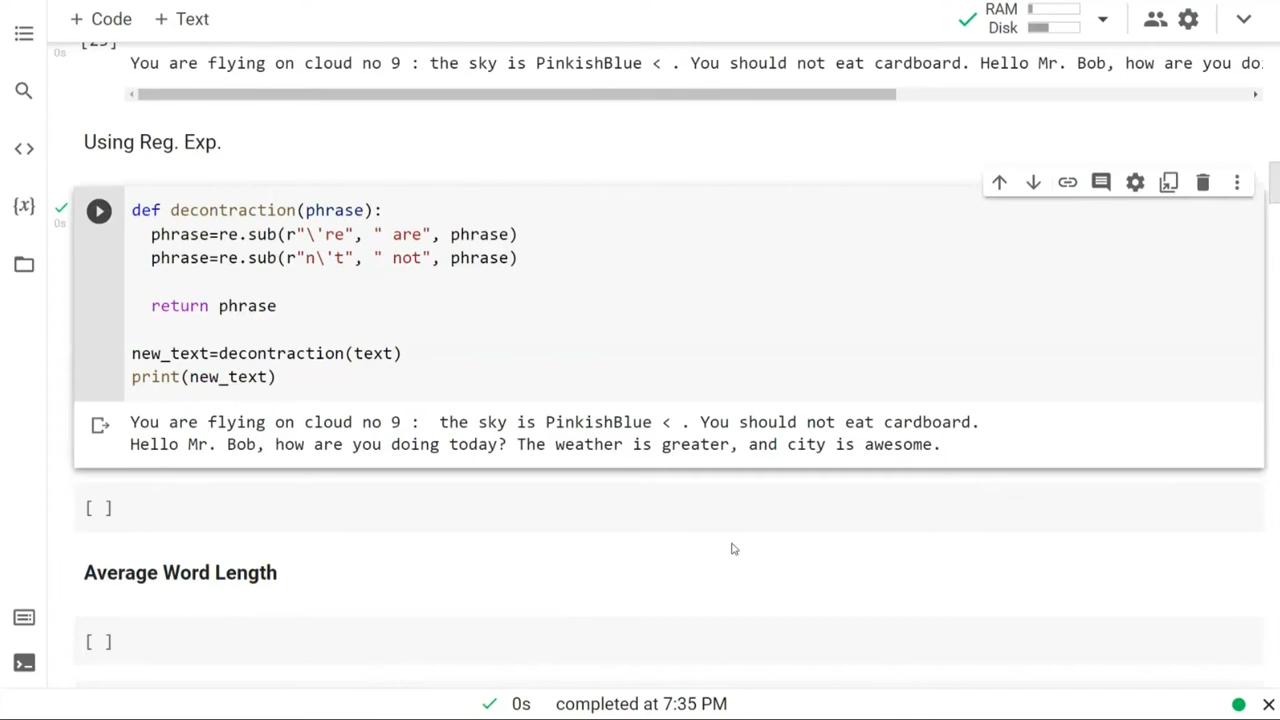 + Code + Text
RAM
Disk
0s
You are flying on cloud no 9 : the sky is PinkishBlue < . You should not eat cardboard. Hello Mr. Bob, how are you do
Using Reg. Exp.
{x}
0s
def decontraction(phrase):
phrase=re.sub(r"\'re", " are", phrase)
phrase=re.sub(r"n\'t", " not", phrase)
return phrase
new_text=decontraction(text)
print(new_text)
You are flying on cloud no 9 :  the sky is PinkishBlue < . You should not eat cardboard.
Hello Mr. Bob, how are you doing today? The weather is greater, and city is awesome.
[ ]
Average Word Length
[ ]
0s completed at 7:35 PM